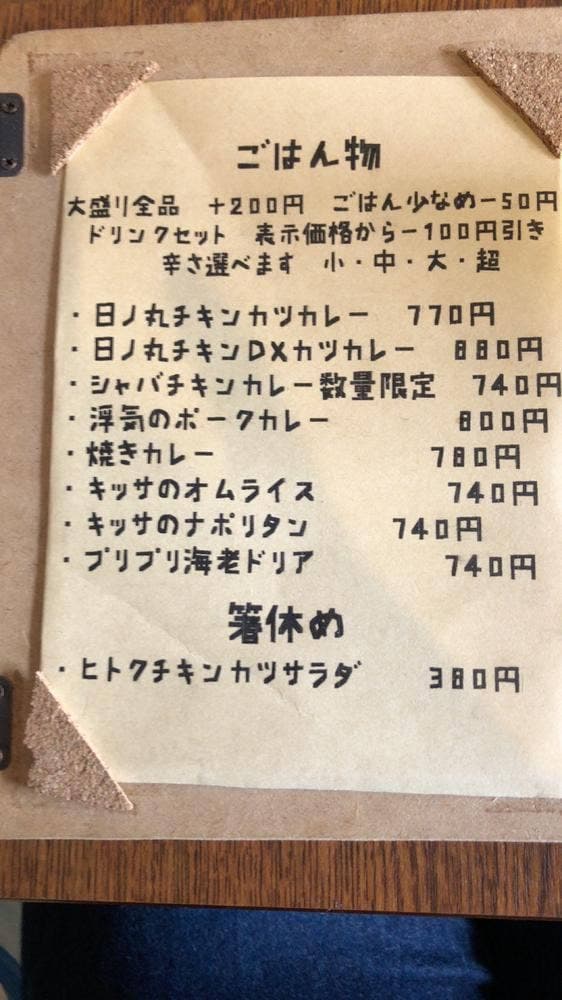 ごはん物
大盛り全品 +200円 ごはん少なめー50円
ドリンクセット 表示価格からー100円引き
辛さ選べます 小・中・大・超
・日ノ丸チキンカツカレー 770円
・日ノ丸チキンDXカツカレー 880円
・シャバチキンカレー数量限定 740円
・浮気のポークカレー 800円
・焼きカレー 780円
・キッサのオムライス 740円
・キッサのナポリタン 740円
・プリプリ海老ドリア 740円
箸休め
・ヒトクチキンカツサラダ 380円